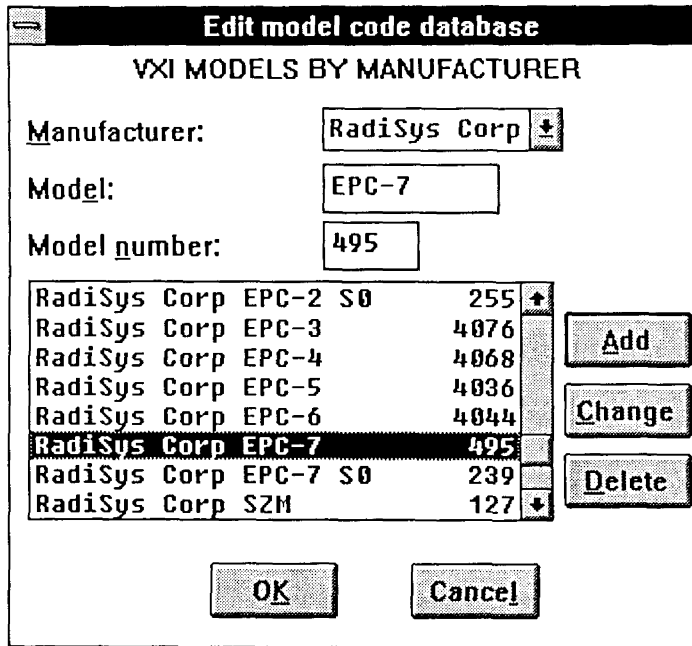 Edit model code database
VXI MODELS BY MANUFACTURER
Manufacturer: RadiSys Corp
Model: EPC-7
Model number: 495
RadiSys Corp EPC-2 S0 255
RadiSys Corp EPC-3 4076
RadiSys Corp EPC-4 4068
RadiSys Corp EPC-5 4036
RadiSys Corp EPC-6 4044
RadiSys Corp EPC-7 495
RadiSys Corp EPC-7 S0 239
RadiSys Corp SZM 127
Add
Change
Delete
OK Cancel